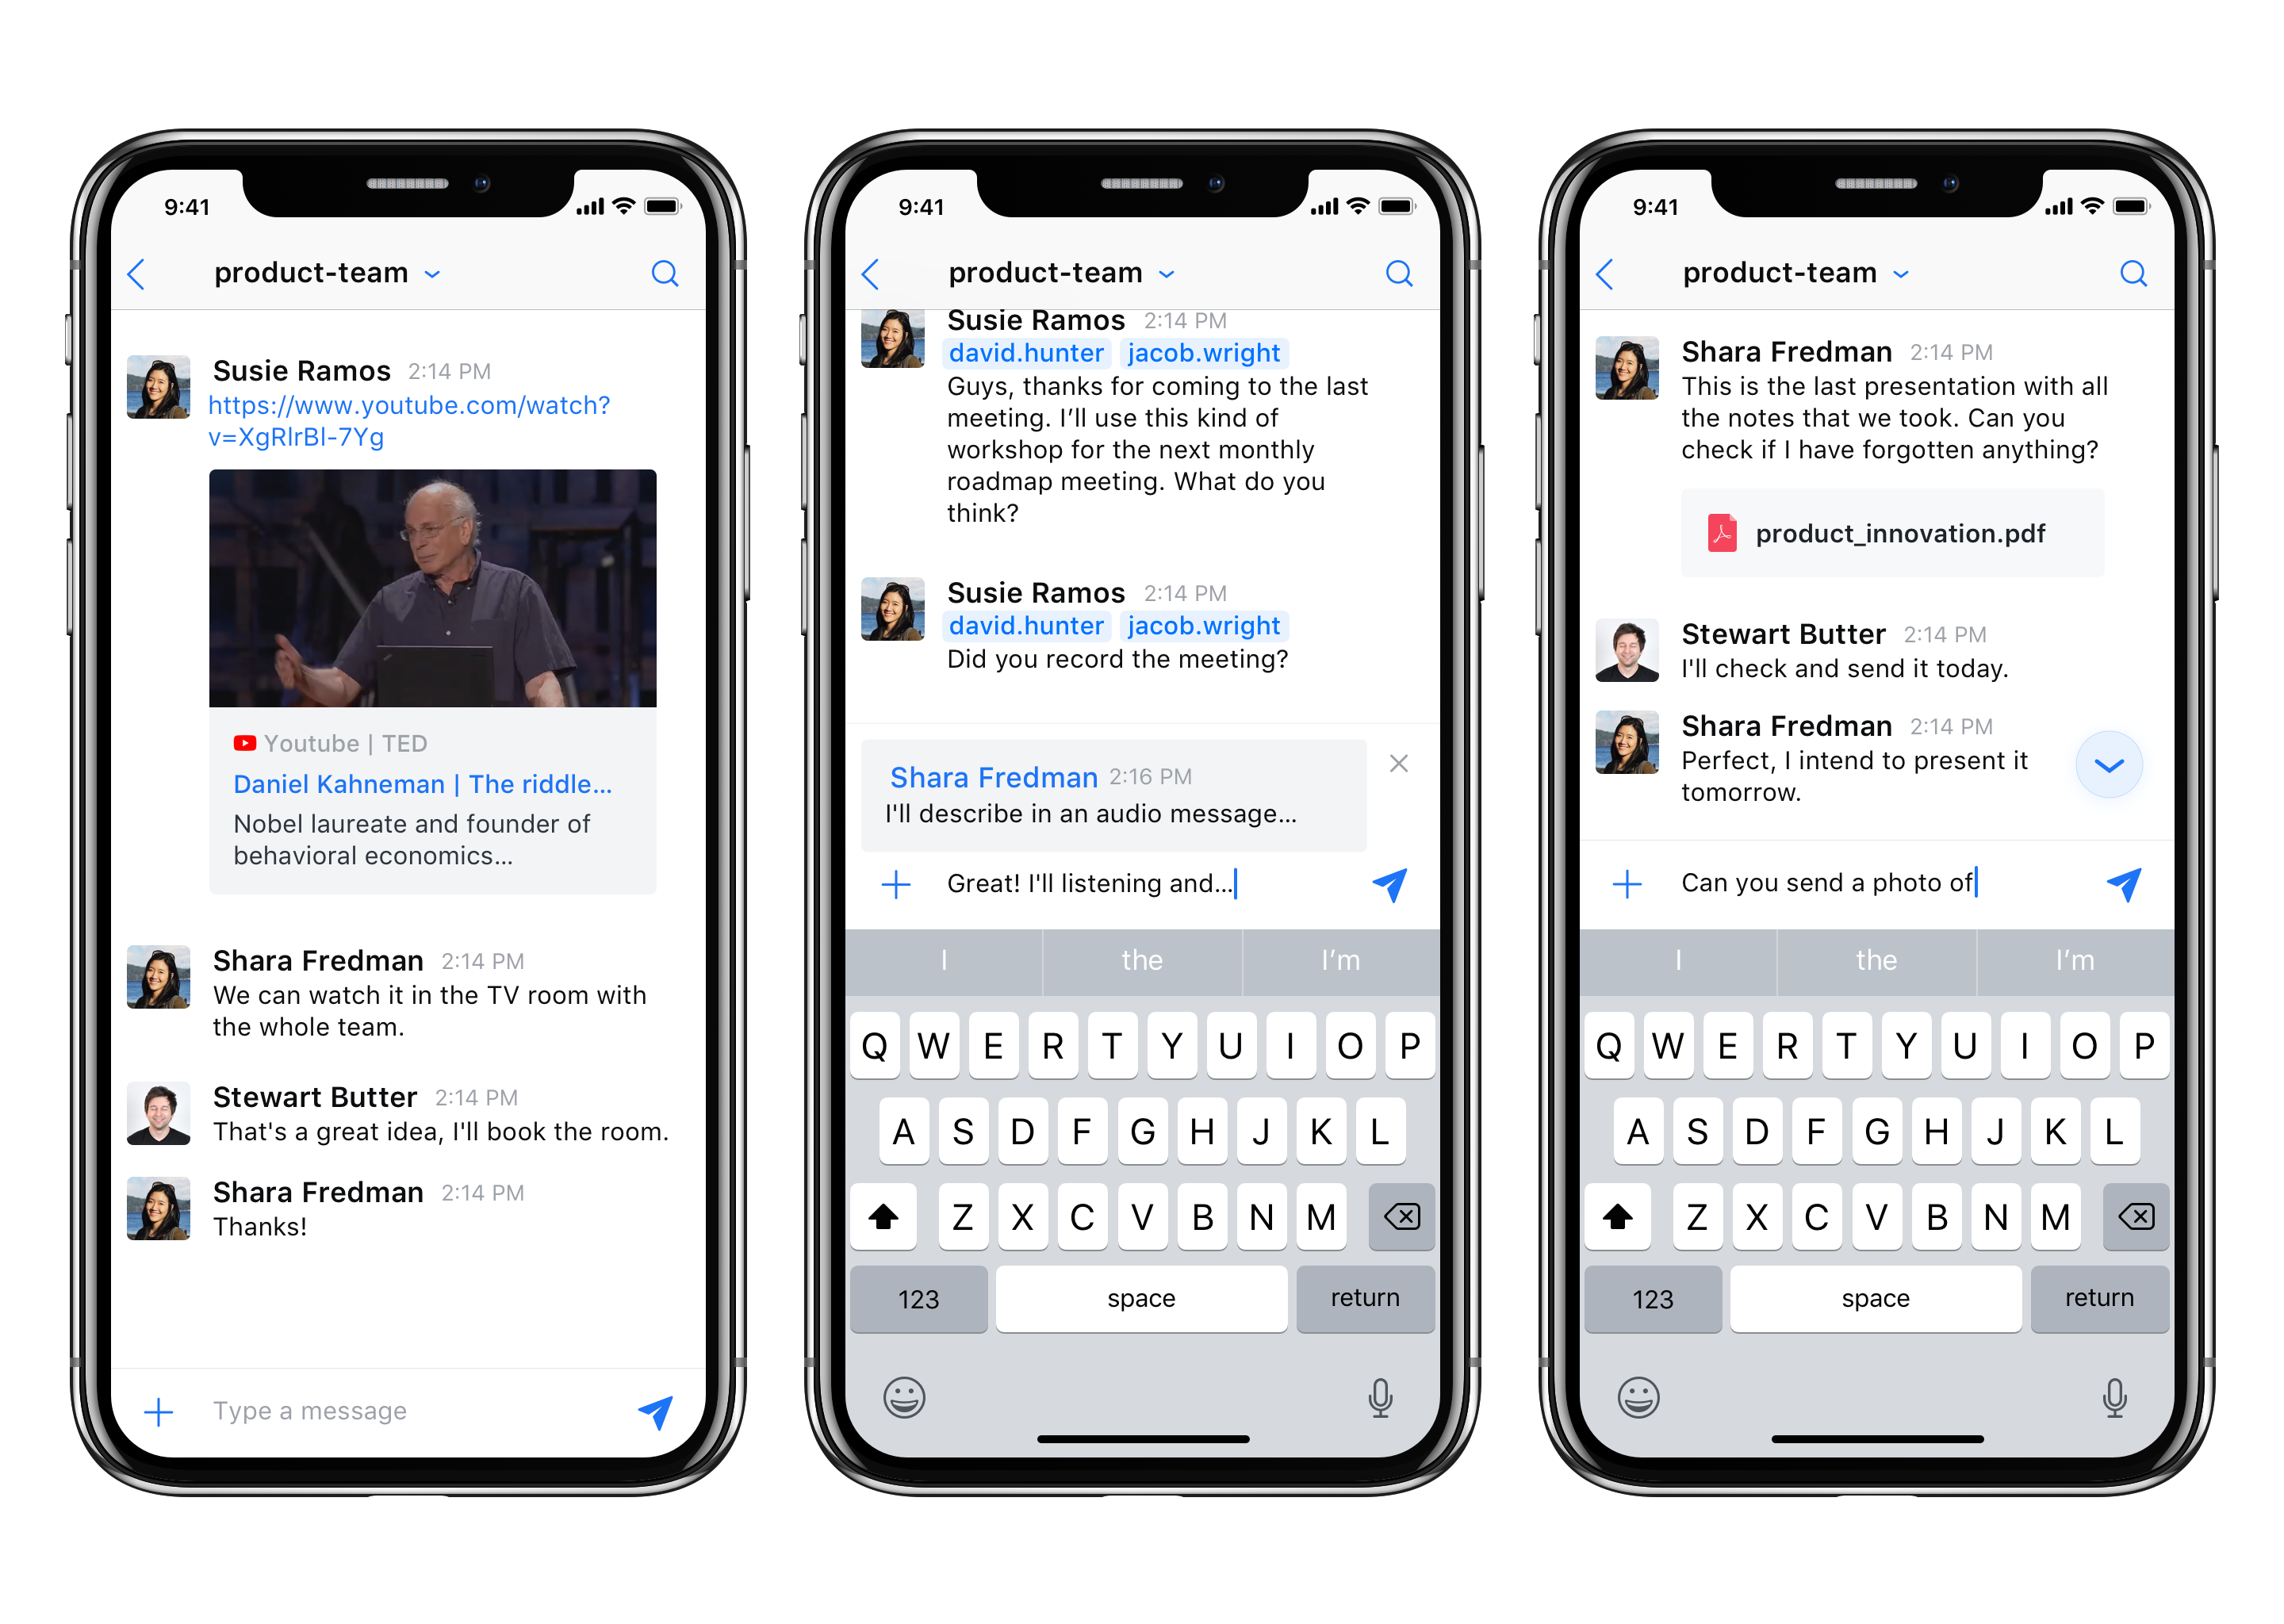 9:41
product-team
Susie Ramos 2:14 PM
https://www.youtube.com/watch?
v=XgRlrBl-7Yg
Youtube | TED
Daniel Kahneman | The riddle...
Nobel laureate and founder of
behavioral economics...
Shara Fredman 2:14 PM
We can watch it in the TV room with
the whole team.
Stewart Butter 2:14 PM
That's a great idea, I'll book the room.
Shara Fredman 2:14 PM
Thanks!
Type a message
9:41
product-team
Susie Ramos 2:14 PM
david.hunter jacob.wright
Guys, thanks for coming to the last
meeting. I’ll use this kind of
workshop for the next monthly
roadmap meeting. What do you
think?
Susie Ramos 2:14 PM
david.hunter jacob.wright
Did you record the meeting?
Shara Fredman 2:16 PM
I'll describe in an audio message...
Great! I'll listening and...
I the I’m
Q W E R T Y U I O P
A S D F G H J K L
Z X C V B N M
123 space return
9:41
product-team
Shara Fredman 2:14 PM
This is the last presentation with all
the notes that we took. Can you
check if I have forgotten anything?
product_innovation.pdf
Stewart Butter 2:14 PM
I'll check and send it today.
Shara Fredman 2:14 PM
Perfect, I intend to present it
tomorrow.
Can you send a photo of
I the I’m
Q W E R T Y U I O P
A S D F G H J K L
Z X C V B N M
123 space return